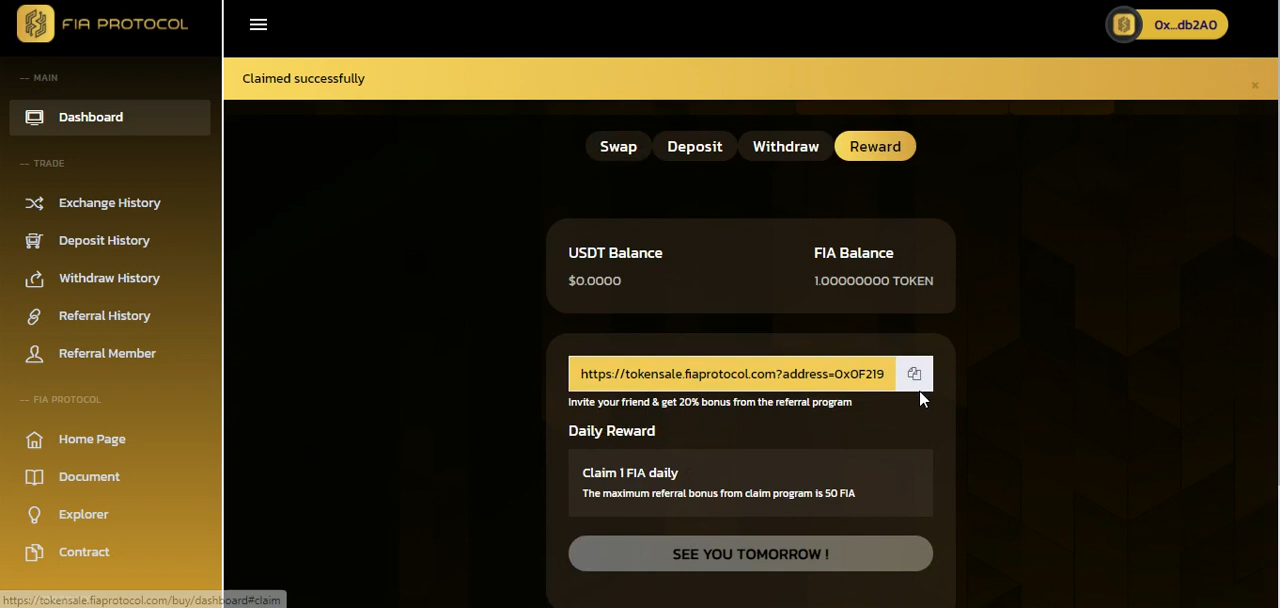 FIA PROTOCOL
0x...db2A0
-- MAIN
Dashboard
-- TRADE
Exchange History
Deposit History
Withdraw History
Referral History
Referral Member
-- FIA PROTOCOL
Home Page
Document
Explorer
Contract
Claimed successfully
×
Swap
Deposit
Withdraw
Reward
USDT Balance
FIA Balance
$0.0000
1.00000000 TOKEN
https://tokensale.fiaprotocol.com?address=0x0F219
Invite your friend & get 20% bonus from the referral program
Daily Reward
Claim 1 FIA daily
The maximum referral bonus from claim program is 50 FIA
SEE YOU TOMORROW !
https://tokensale.fiaprotocol.com/buy/dashboard#claim